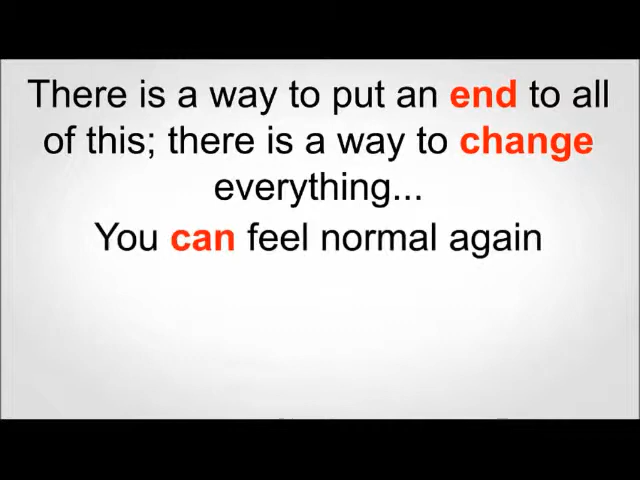 There is a way to put an end to all
of this; there is a way to change
everything...
You can feel normal again